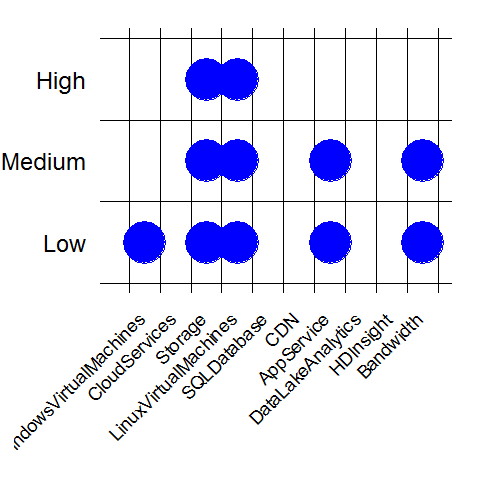 High
Medium
Low
ndowsVirtualMachines
CloudServices
Storage
LinuxVirtualMachines
SQLDatabase
CDN
AppService
DataLakeAnalytics
HDInsight
Bandwidth